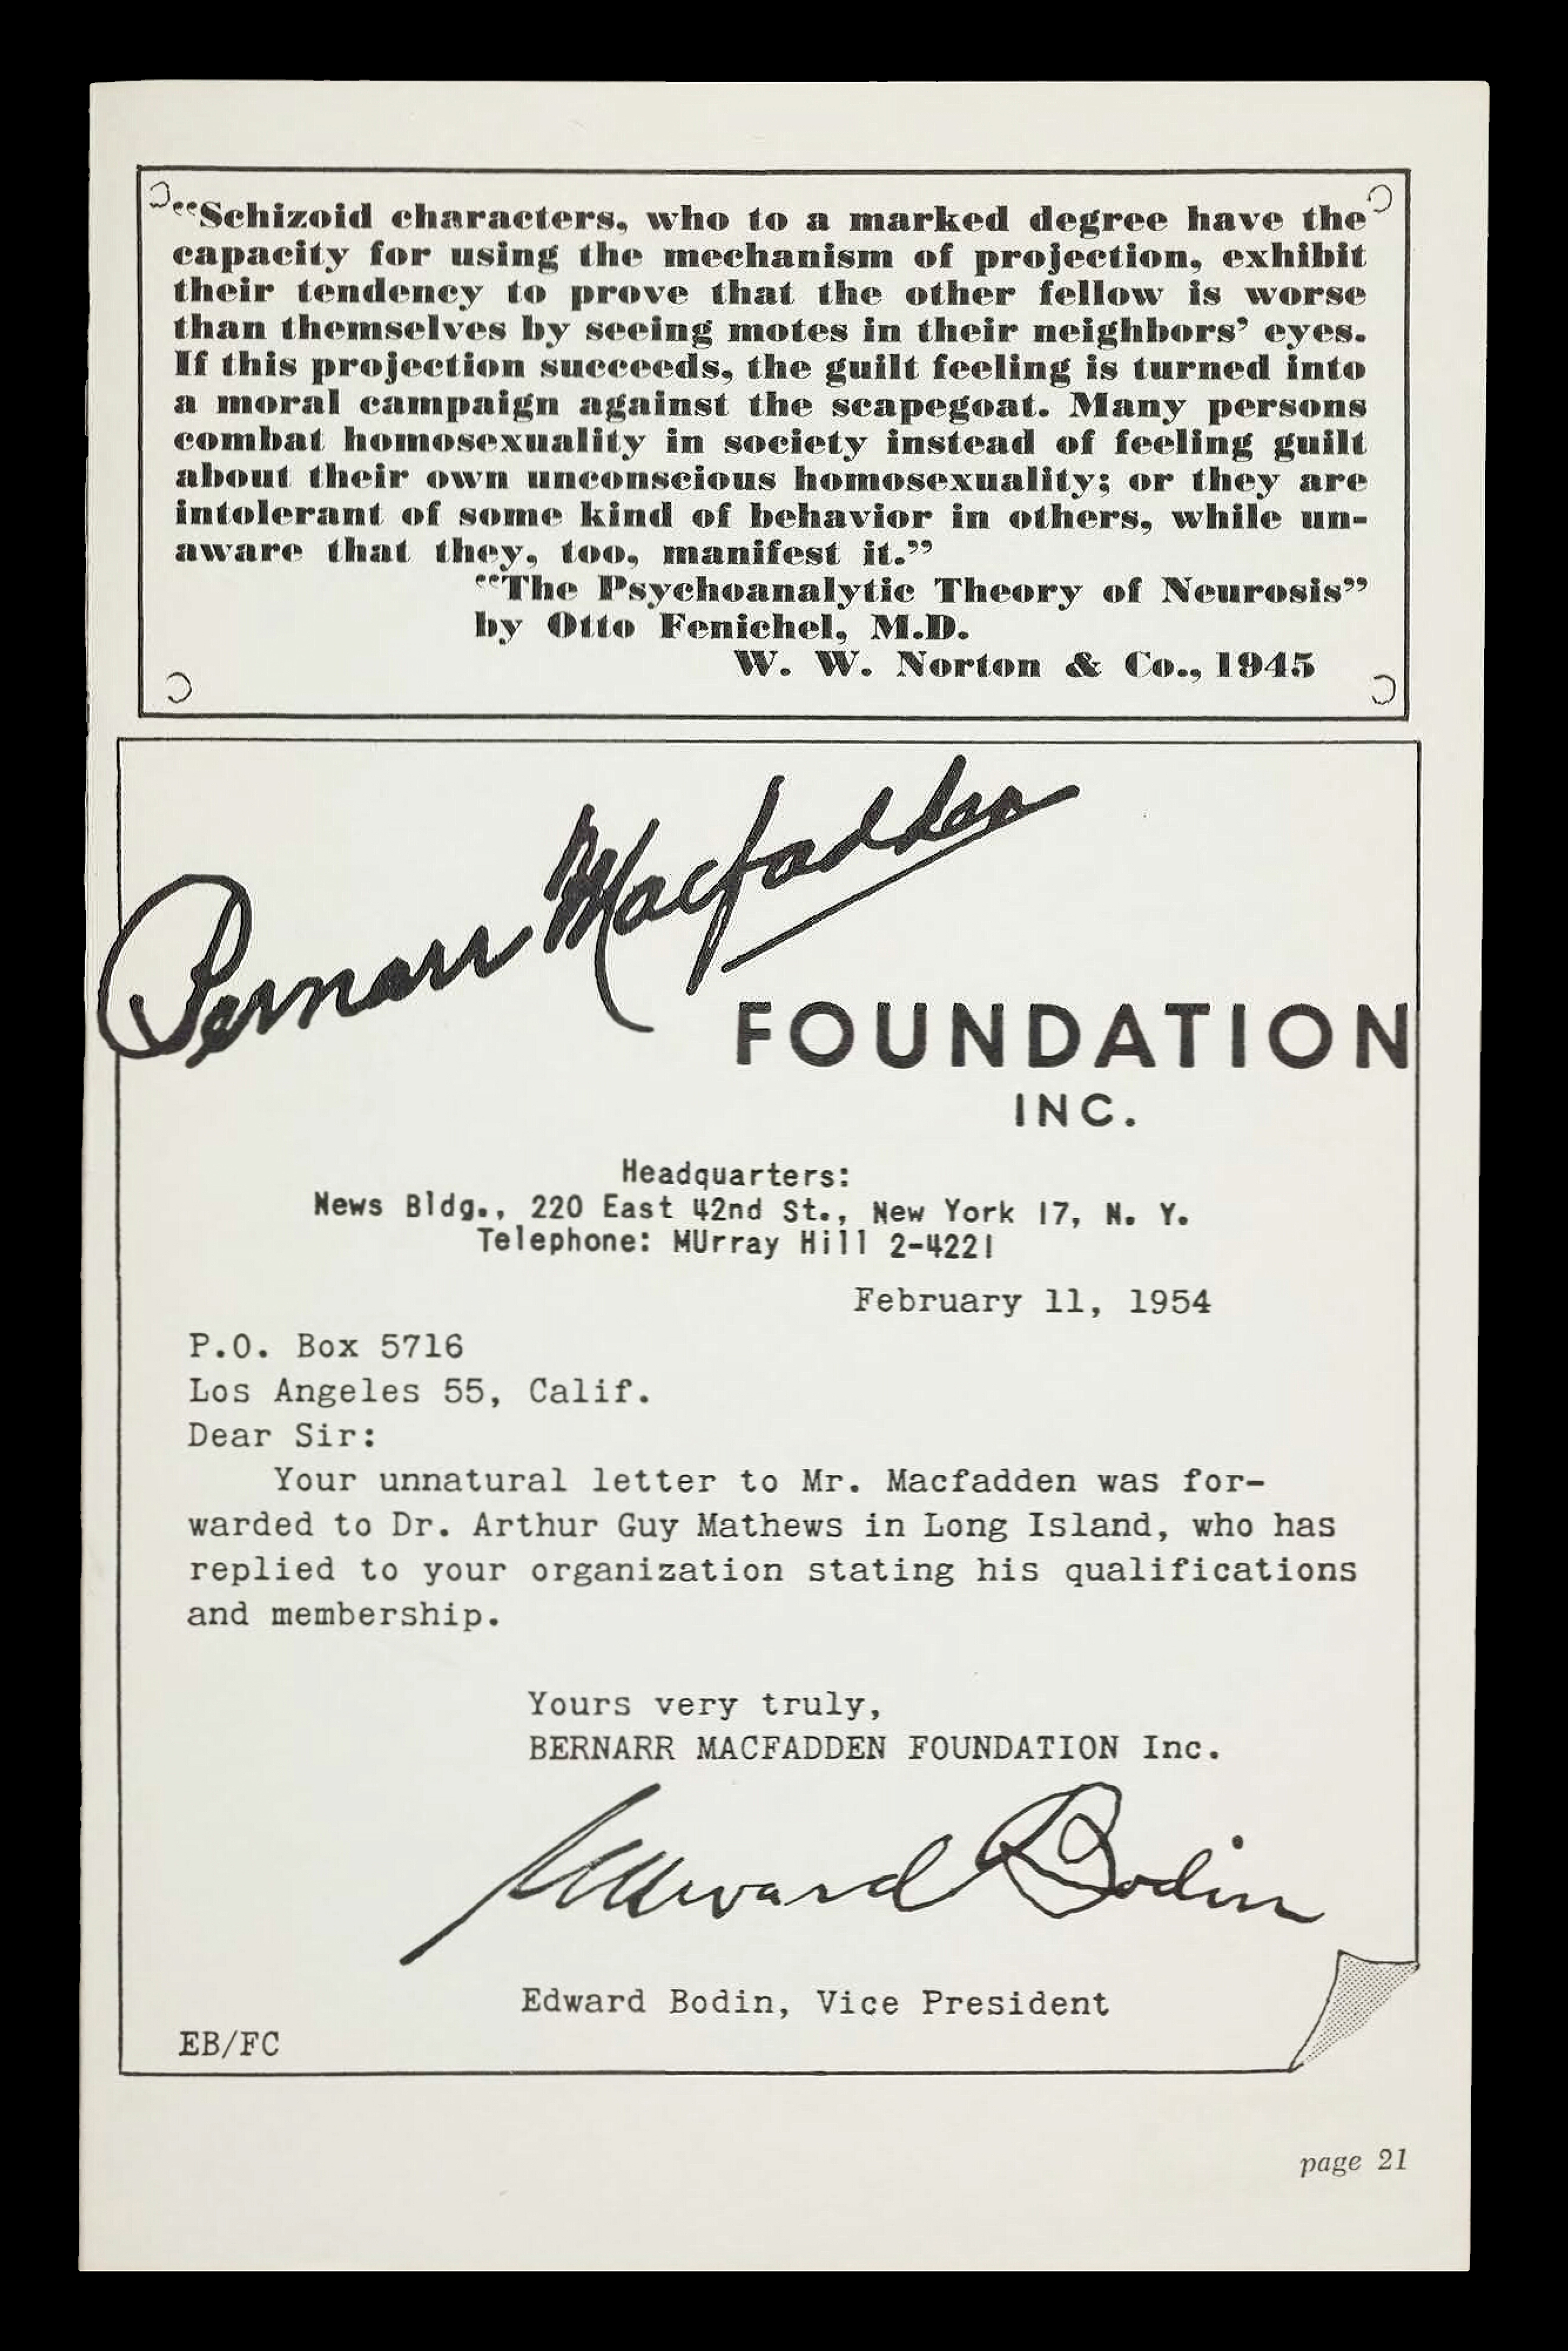 “Schizoid characters, who to a marked degree have the
capacity for using the mechanism of projection, exhibit
their tendency to prove that the other fellow is worse
than themselves by seeing motes in their neighbors’ eyes.
If this projection succeeds, the guilt feeling is turned into
a moral campaign against the scapegoat. Many persons
combat homosexuality in society instead of feeling guilt
about their own unconscious homosexuality; or they are
intolerant of some kind of behavior in others, while un-
aware that they, too, manifest it.”
“The Psychoanalytic Theory of Neurosis”
by Otto Fenichel, M.D.
W. W. Norton & Co., 1945
Bernarr Macfadden
FOUNDATION
INC.
Headquarters:
News Bldg., 220 East 42nd St., New York 17, N. Y.
Telephone: MUrray Hill 2-4221
February 11, 1954
P.O. Box 5716
Los Angeles 55, Calif.
Dear Sir:
Your unnatural letter to Mr. Macfadden was for-
warded to Dr. Arthur Guy Mathews in Long Island, who has
replied to your organization stating his qualifications
and membership.
Yours very truly,
BERNARR MACFADDEN FOUNDATION Inc.
Edward Bodin
Edward Bodin, Vice President
EB/FC
page 21